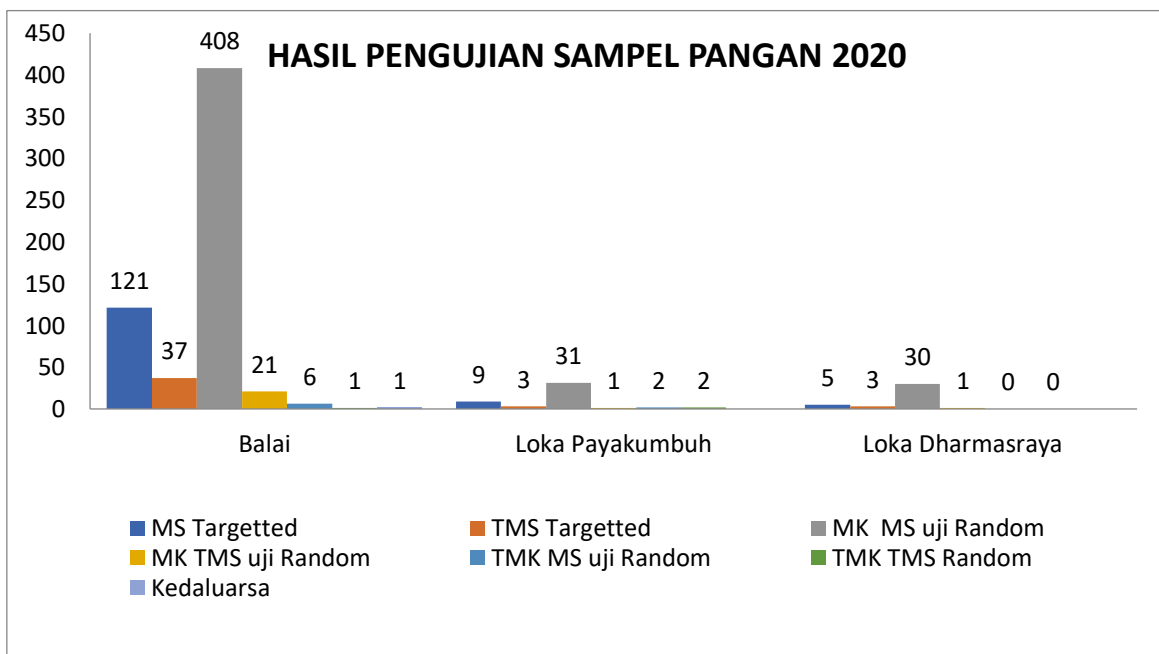 HASIL PENGUJIAN SAMPEL PANGAN 2020
450
400
350
300
250
200
150
100
50
0
121
37
408
21
6
1
1
9
3
31
1
2
2
5
3
30
1
0
0
Balai
Loka Payakumbuh
Loka Dharmasraya
MS Targetted
TMS Targetted
MK  MS uji Random
MK TMS uji Random
TMK MS uji Random
TMK TMS Random
Kedaluarsa